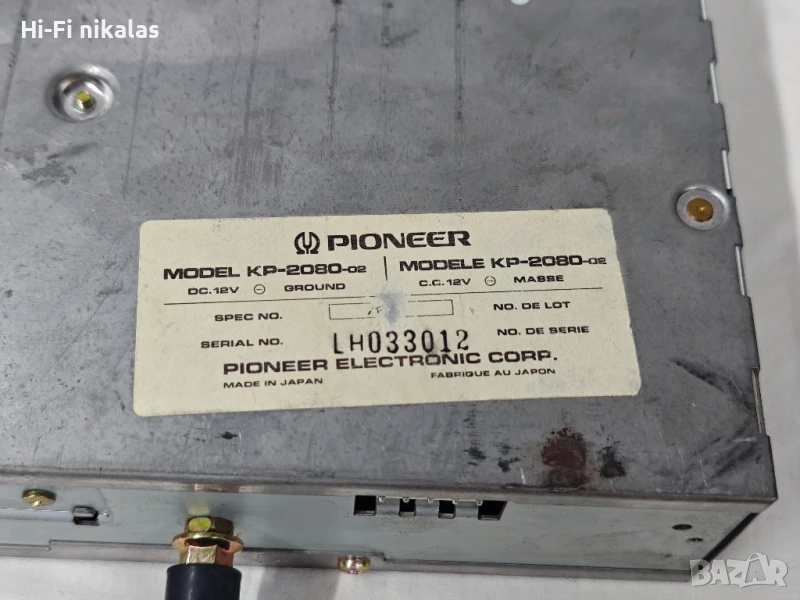 Hi-Fi nikalas
PIONEER
MODEL KP-2080-02 MODELE KP-2080-02
DC.12V ⊖ GROUND C.C.12V ⊖ MASSE
SPEC NO. NO. DE LOT
SERIAL NO. LH033012 NO. DE SERIE
PIONEER ELECTRONIC CORP.
MADE IN JAPAN FABRIQUE AU JAPON
BAZAR.bg